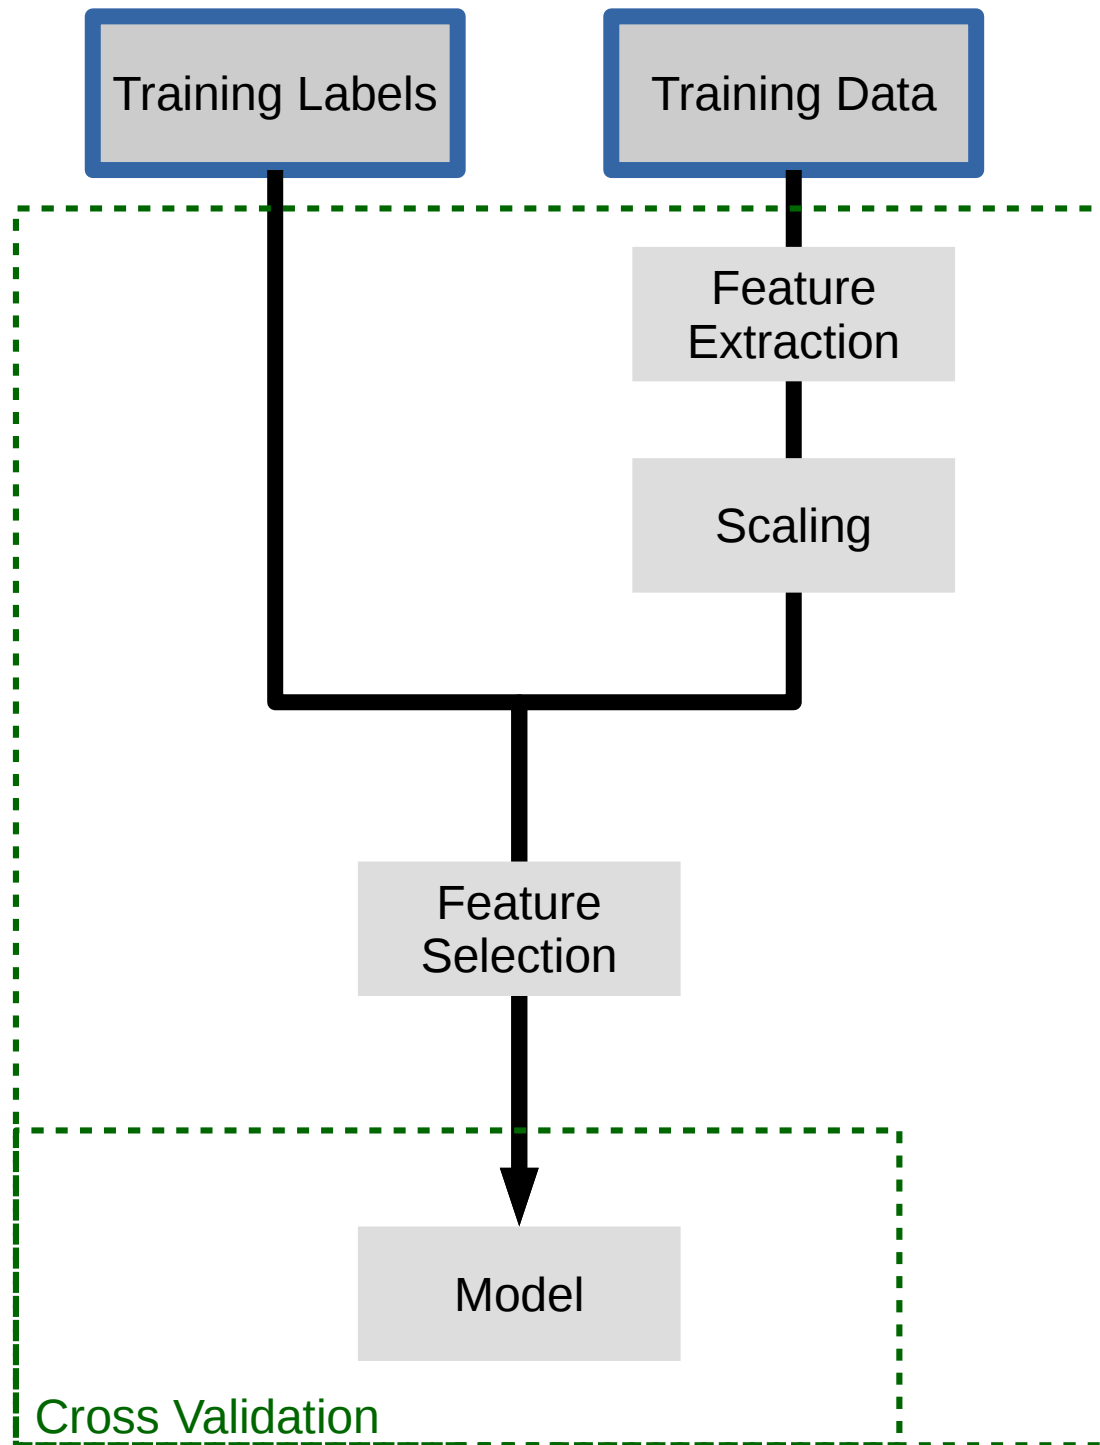 Training Labels
Training Data
Feature
Extraction
Scaling
Feature
Selection
Model
Cross Validation